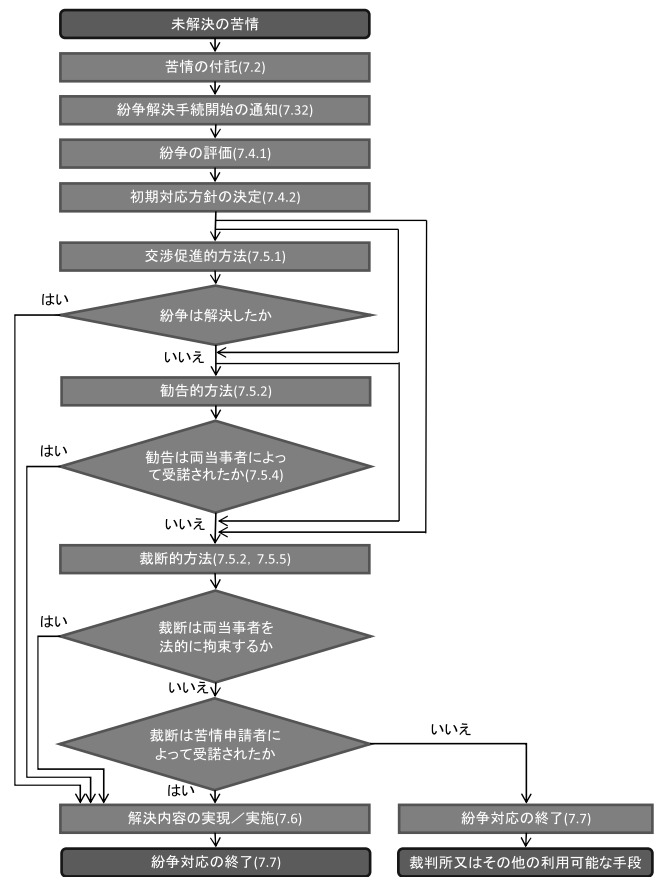 未解決の苦情
苦情の付託(7.2)
紛争解決手続開始の通知(7.32)
紛争の評価(7.4.1)
初期対応方針の決定(7.4.2)
交渉促進的方法(7.5.1)
はい
紛争は解決したか
いいえ
勧告的方法(7.5.2)
はい
勧告は両当事者によっ
て受諾されたか(7.5.4)
いいえ
裁断的方法(7.5.2, 7.5.5)
はい
裁断は両当事者を
法的に拘束するか
いいえ
裁断は苦情申請者に
よって受諾されたか
いいえ
はい
解決内容の実現／実施(7.6)
紛争対応の終了(7.7)
紛争対応の終了(7.7)
裁判所又はその他の利用可能な手段